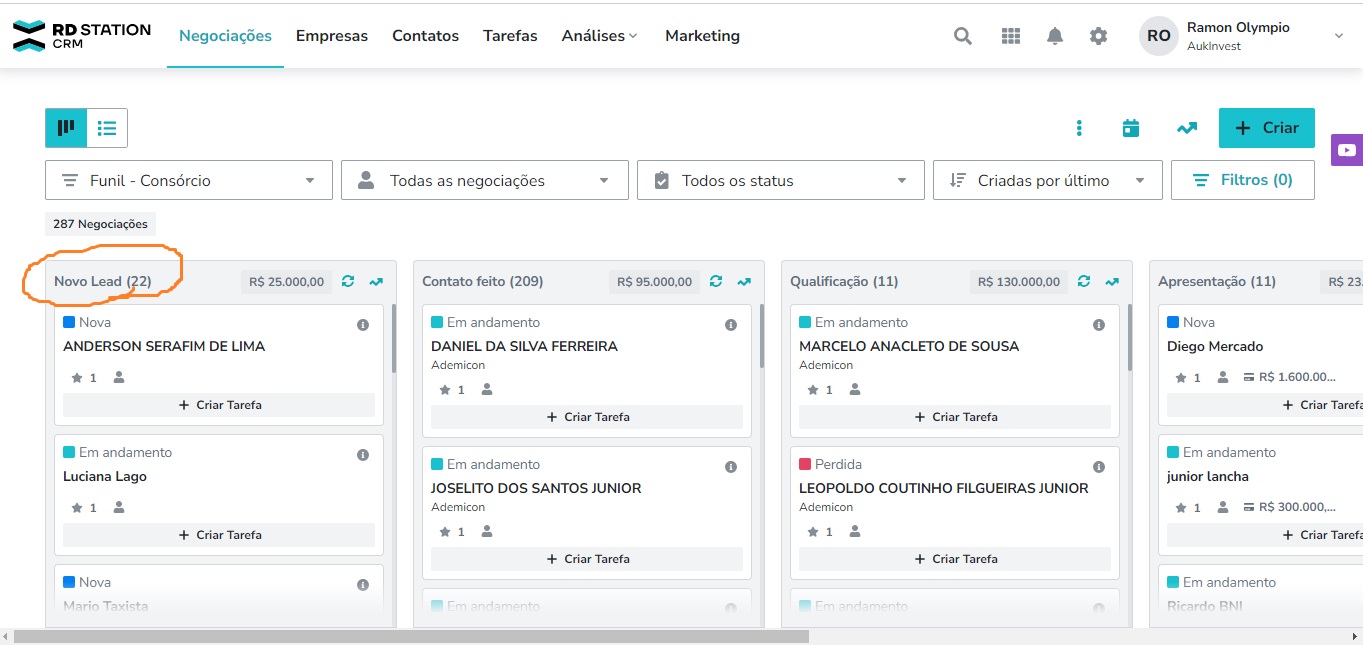 RD STATION
CRM
Negociações
Empresas
Contatos
Tarefas
Análises
Marketing
RO
Ramon Olympio
AukInvest
+ Criar
Funil - Consórcio
Todas as negociações
Todos os status
Criadas por último
Filtros (0)
287 Negociações
Novo Lead (22)
R$ 25.000,00
Nova
ANDERSON SERAFIM DE LIMA
1
+ Criar Tarefa
Em andamento
Luciana Lago
1
+ Criar Tarefa
Nova
Mario Taxista
Contato feito (209)
R$ 95.000,00
Em andamento
DANIEL DA SILVA FERREIRA
Ademicon
1
+ Criar Tarefa
Em andamento
JOSELITO DOS SANTOS JUNIOR
Ademicon
1
+ Criar Tarefa
Em andamento
Qualificação (11)
R$ 130.000,00
Em andamento
MARCELO ANACLETO DE SOUSA
Ademicon
1
+ Criar Tarefa
Perdida
LEOPOLDO COUTINHO FILGUEIRAS JUNIOR
Ademicon
1
+ Criar Tarefa
Em andamento
Apresentação (11)
R$ 23.
Nova
Diego Mercado
1
R$ 1.600.00...
+ Criar Tarefa
Em andamento
junior lancha
1
R$ 300.000,...
+ Criar Tarefa
Em andamento
Ricardo BNI